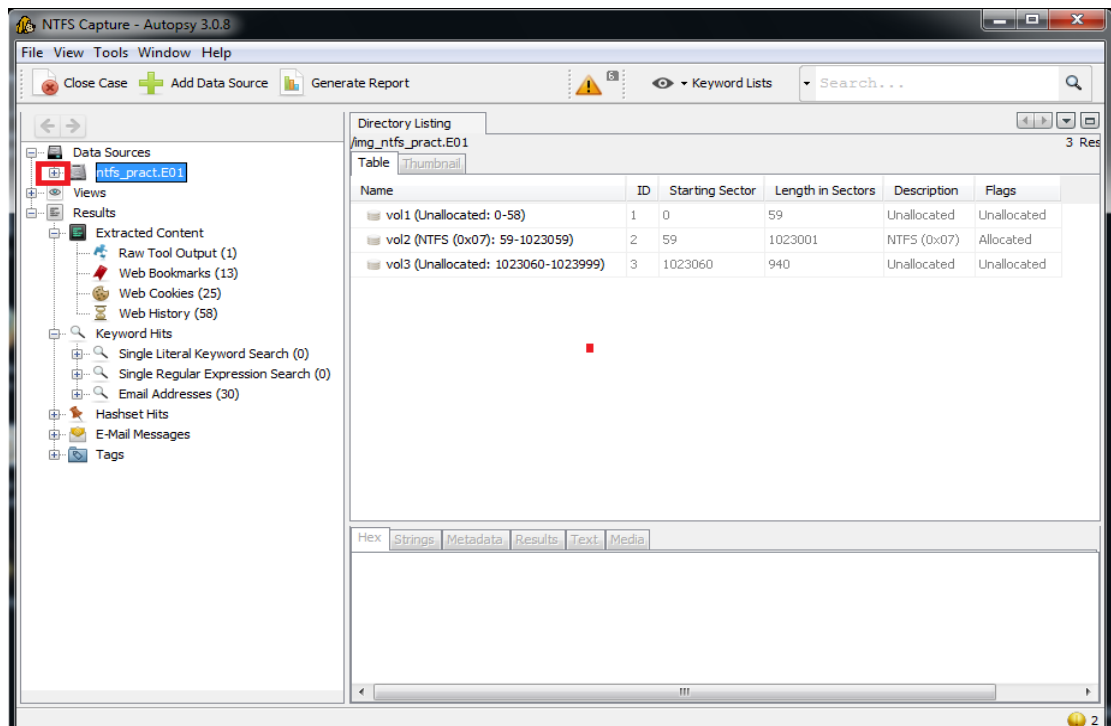 NTFS Capture - Autopsy 3.0.8
File View Tools Window Help
Close Case Add Data Source Generate Report 6 Keyword Lists Search...
Directory Listing
/img_ntfs_pract.E01 3 Res
Table Thumbnail
Name ID Starting Sector Length in Sectors Description Flags
vol1 (Unallocated: 0-58) 1 0 59 Unallocated Unallocated
vol2 (NTFS (0x07): 59-1023059) 2 59 1023001 NTFS (0x07) Allocated
vol3 (Unallocated: 1023060-1023999) 3 1023060 940 Unallocated Unallocated
Data Sources
ntfs_pract.E01
Views
Results
Extracted Content
Raw Tool Output (1)
Web Bookmarks (13)
Web Cookies (25)
Web History (58)
Keyword Hits
Single Literal Keyword Search (0)
Single Regular Expression Search (0)
Email Addresses (30)
Hashset Hits
E-Mail Messages
Tags
Hex Strings Metadata Results Text Media
2